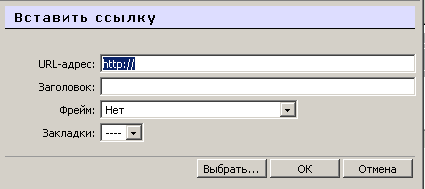 Вставить ссылку
URL-адрес: http://
Заголовок:
Фрейм: Нет
Закладки: ----
Выбрать... OK Отмена